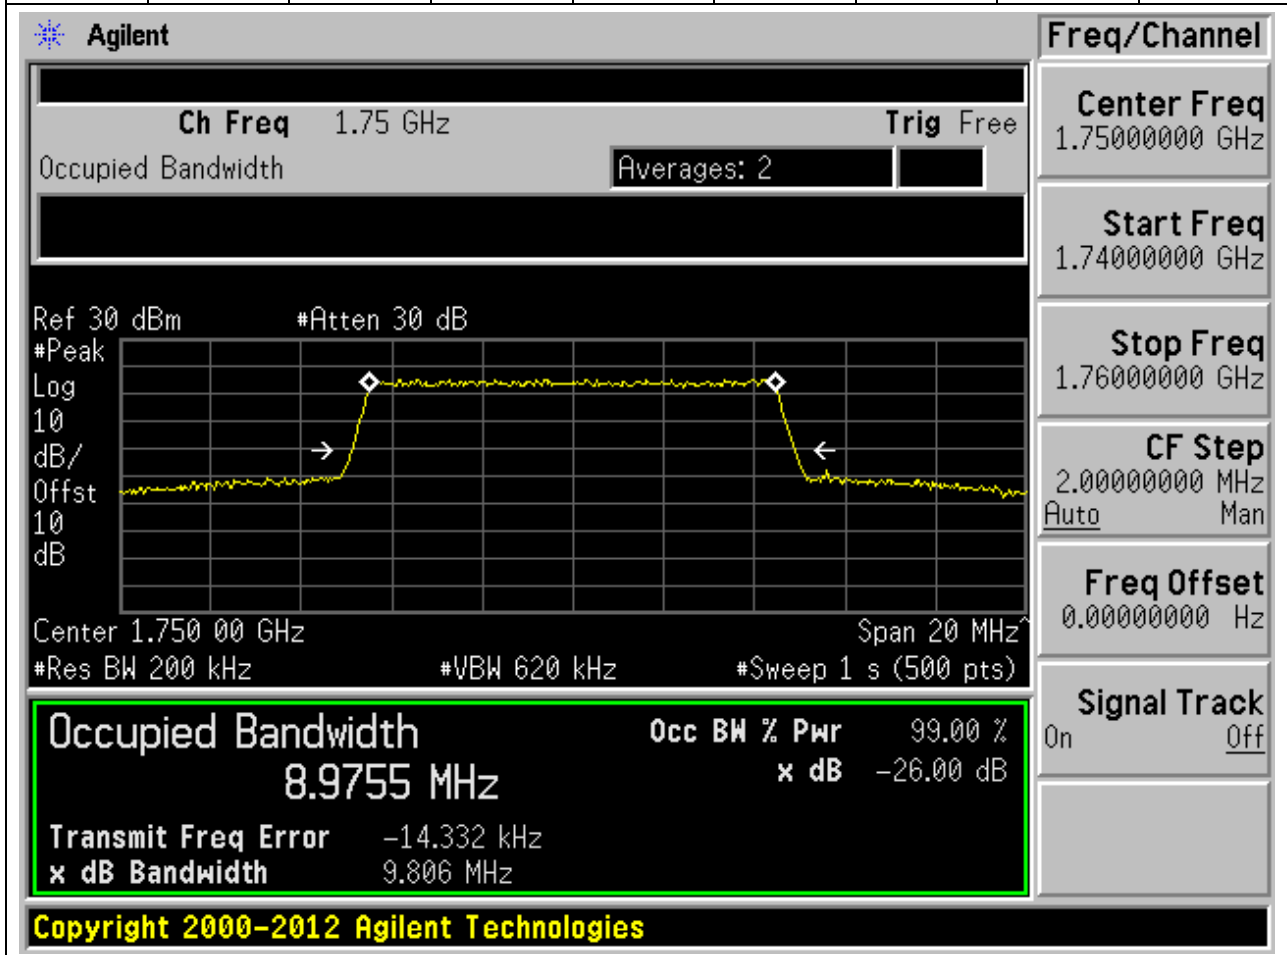 Agilent
Freq/Channel
Ch Freq 1.75 GHz Trig Free
Occupied Bandwidth Averages: 2
Ref 30 dBm #Atten 30 dB
#Peak
Log
10
dB/
Offst
10
dB
Center 1.750 00 GHz Span 20 MHz^
#Res BW 200 kHz #VBW 620 kHz #Sweep 1 s (500 pts)
Occupied Bandwidth Occ BW % Pwr 99.00 %
8.9755 MHz x dB -26.00 dB
Transmit Freq Error -14.332 kHz
x dB Bandwidth 9.806 MHz
Copyright 2000-2012 Agilent Technologies
Center Freq
1.75000000 GHz
Start Freq
1.74000000 GHz
Stop Freq
1.76000000 GHz
CF Step
2.00000000 MHz
Auto Man
Freq Offset
0.00000000 Hz
Signal Track
On Off